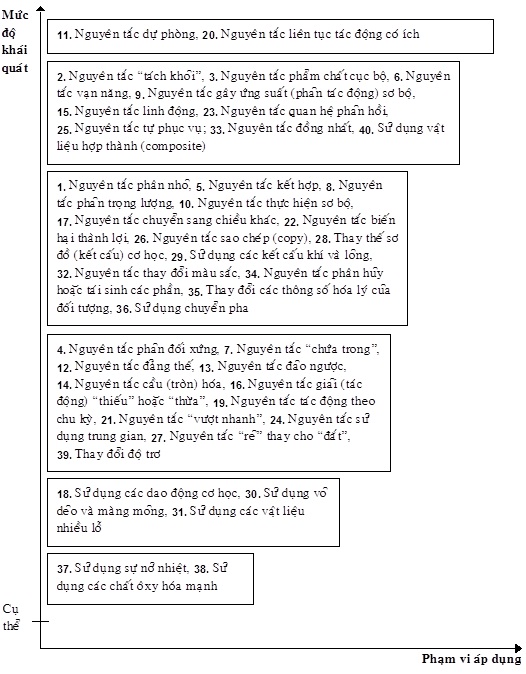 Mức
độ
khái
quát
11. Nguyên tắc dự phòng, 20. Nguyên tắc liên tục tác động có ích
2. Nguyên tắc “tách khỏi”, 3. Nguyên tắc phẩm chất cục bộ, 6. Nguyên
tắc vạn năng, 9. Nguyên tắc gây ứng suất (phản tác động) sơ bộ,
15. Nguyên tắc linh động, 23. Nguyên tắc quan hệ phản hồi,
25. Nguyên tắc tự phục vụ; 33. Nguyên tắc đồng nhất, 40. Sử dụng vật
liệu hợp thành (composite)
1. Nguyên tắc phân nhỏ, 5. Nguyên tắc kết hợp, 8. Nguyên
tắc phản trọng lượng, 10. Nguyên tắc thực hiện sơ bộ,
17. Nguyên tắc chuyển sang chiều khác, 22. Nguyên tắc biến
hại thành lợi, 26. Nguyên tắc sao chép (copy), 28. Thay thế sơ
đồ (kết cấu) cơ học, 29. Sử dụng các kết cấu khí và lỏng,
32. Nguyên tắc thay đổi màu sắc, 34. Nguyên tắc phân hủy
hoặc tái sinh các phần, 35. Thay đổi các thông số hóa lý của
đối tượng, 36. Sử dụng chuyển pha
4. Nguyên tắc phản đối xứng, 7. Nguyên tắc “chứa trong”,
12. Nguyên tắc đẳng thế, 13. Nguyên tắc đảo ngược,
14. Nguyên tắc cầu (tròn) hóa, 16. Nguyên tắc giải (tác
động) “thiếu” hoặc “thừa”, 19. Nguyên tắc tác động theo
chu kỳ, 21. Nguyên tắc “vượt nhanh”, 24. Nguyên tắc sử
dụng trung gian, 27. Nguyên tắc “rẻ” thay cho “đắt”,
39. Thay đổi độ trơ
18. Sử dụng các dao động cơ học, 30. Sử dụng vỏ
dẻo và màng mỏng, 31. Sử dụng các vật liệu
nhiều lỗ
37. Sử dụng sự nở nhiệt, 38. Sử
dụng các chất ôxy hóa mạnh
Cụ
thể
Phạm vi áp dụng